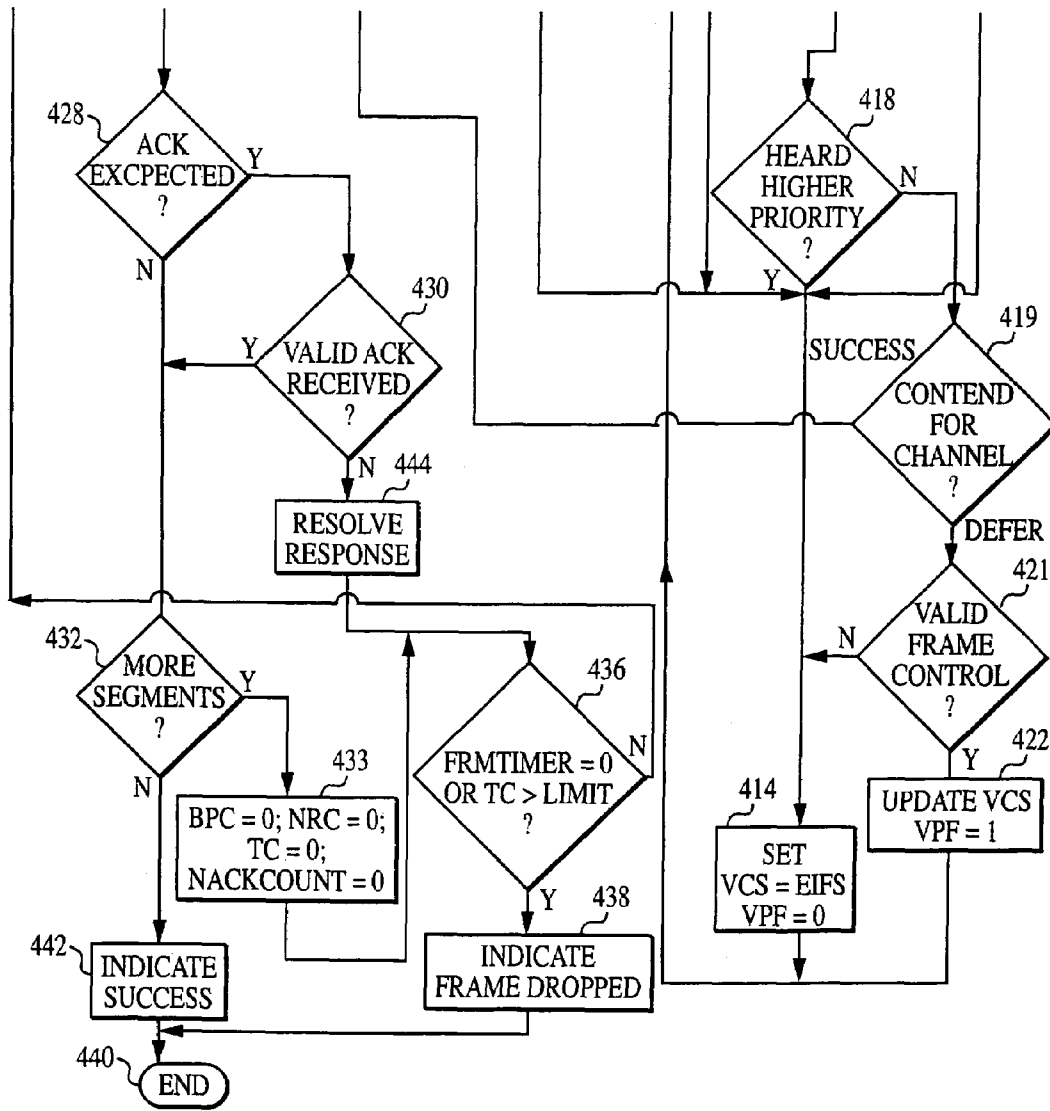 428
ACK
EXCPECTED
?
Y
N
430
VALID ACK
RECEIVED
?
Y
N
444
RESOLVE
RESPONSE
432
MORE
SEGMENTS
?
Y
N
433
BPC = 0; NRC = 0;
TC = 0;
NACKCOUNT = 0
436
FRMTIMER = 0
OR TC > LIMIT
?
N
Y
438
INDICATE
FRAME DROPPED
442
INDICATE
SUCCESS
440
END
418
HEARD
HIGHER
PRIORITY
?
N
Y
419
SUCCESS
CONTEND
FOR
CHANNEL
?
DEFER
421
VALID
FRAME
CONTROL
?
N
Y
422
UPDATE VCS
VPF = 1
414
SET
VCS = EIFS
VPF = 0